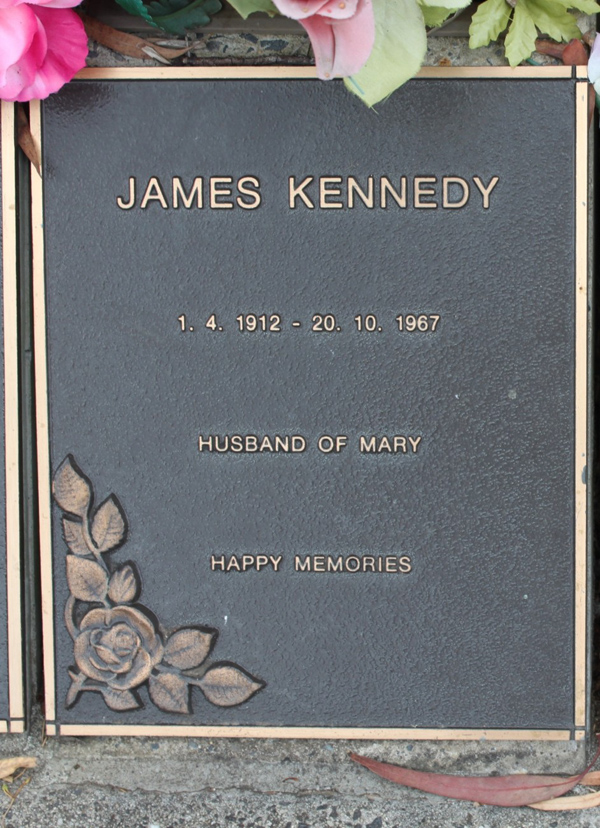 JAMES KENNEDY
1. 4. 1912 - 20. 10. 1967
HUSBAND OF MARY
HAPPY MEMORIES